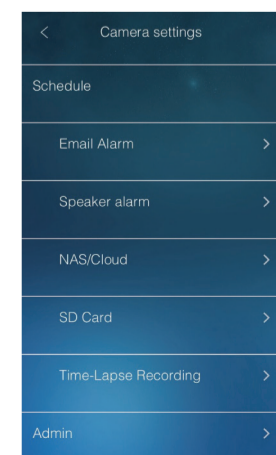 Camera settings
Schedule
Email Alarm
Speaker alarm
NAS/Cloud
SD Card
Time-Lapse Recording
Admin